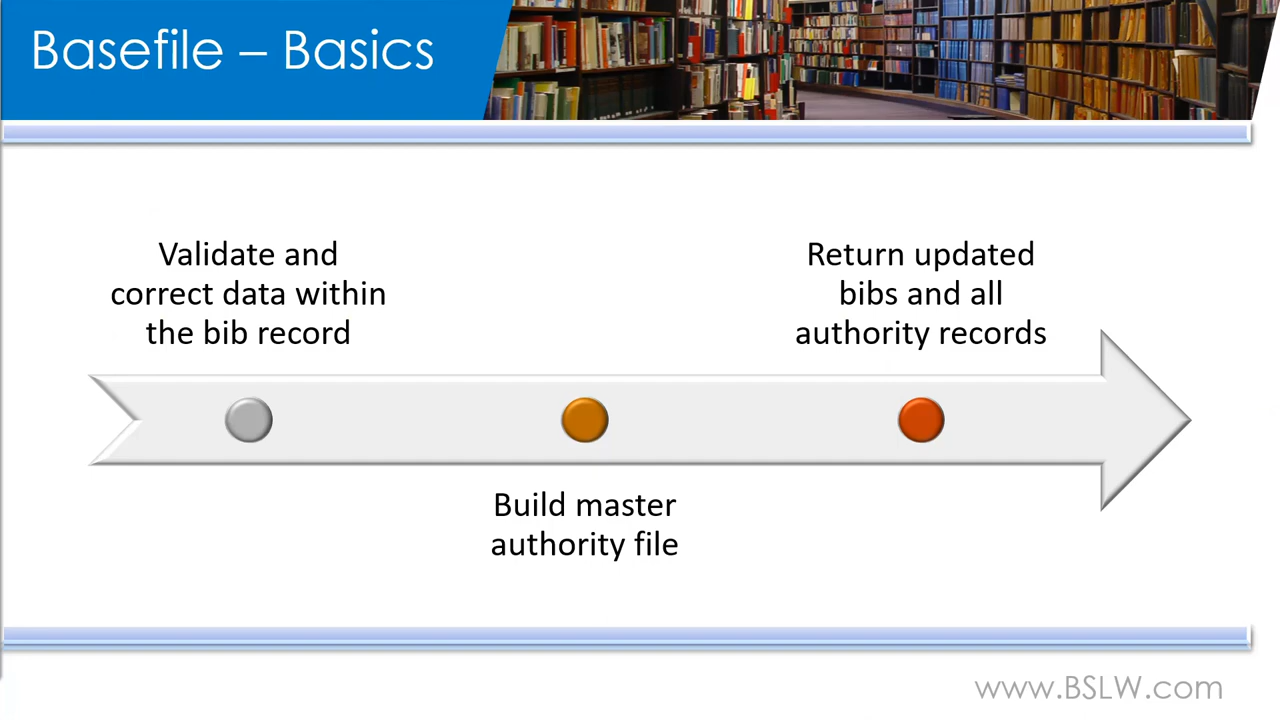 Basefile – Basics
Validate and
correct data within
the bib record
Return updated
bibs and all
authority records
Build master
authority file
www.BSLW.com